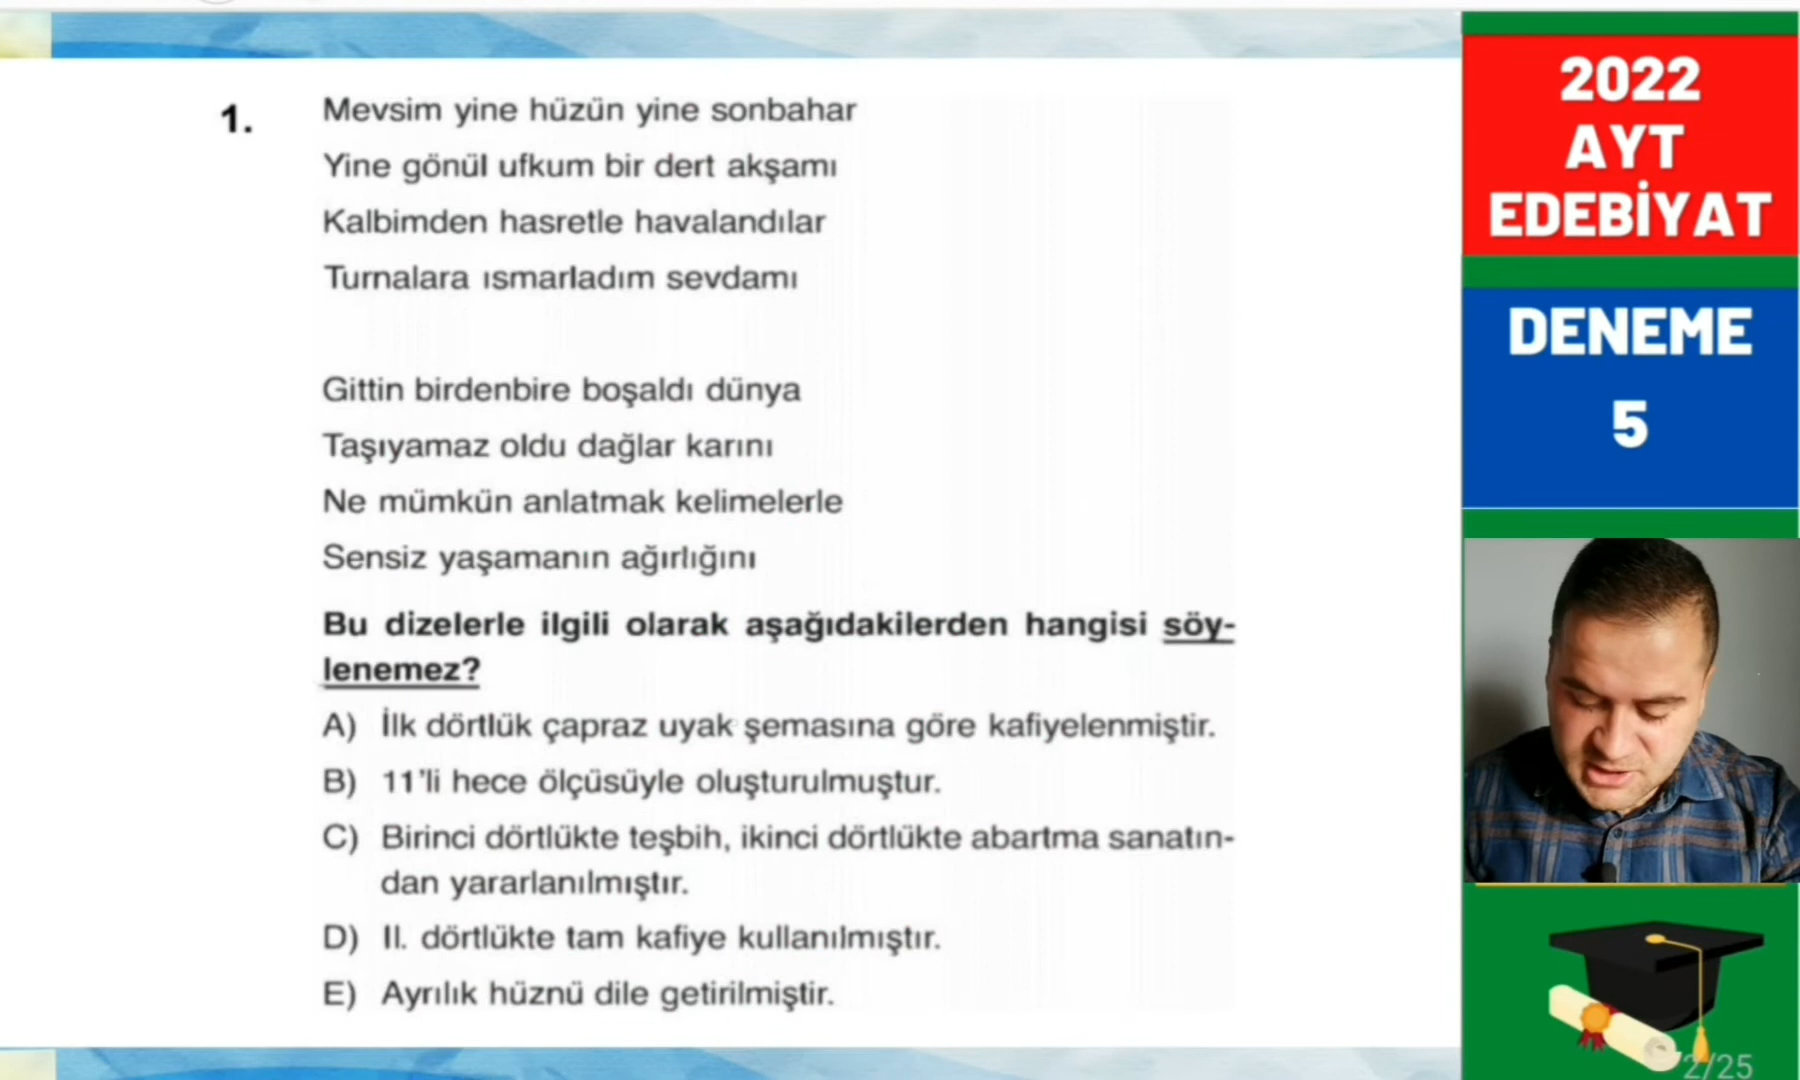 1.
Mevsim yine hüzün yine sonbahar
Yine gönül ufkum bir dert akşamı
Kalbimden hasretle havalandılar
Turnalara ısmarladım sevdamı
Gittin birdenbire boşaldı dünya
Taşıyamaz oldu dağlar karını
Ne mümkün anlatmak kelimelerle
Sensiz yaşamanın ağırlığını
Bu dizelerle ilgili olarak aşağıdakilerden hangisi söy-
lenemez?
A) İlk dörtlük çapraz uyak şemasına göre kafiyelenmiştir.
B) 11'li hece ölçüsüyle oluşturulmuştur.
C) Birinci dörtlükte teşbih, ikinci dörtlükte abartma sanatın-
dan yararlanılmıştır.
D) II. dörtlükte tam kafiye kullanılmıştır.
E) Ayrılık hüznü dile getirilmiştir.
2022
AYT
EDEBİYAT
DENEME
5
2/25